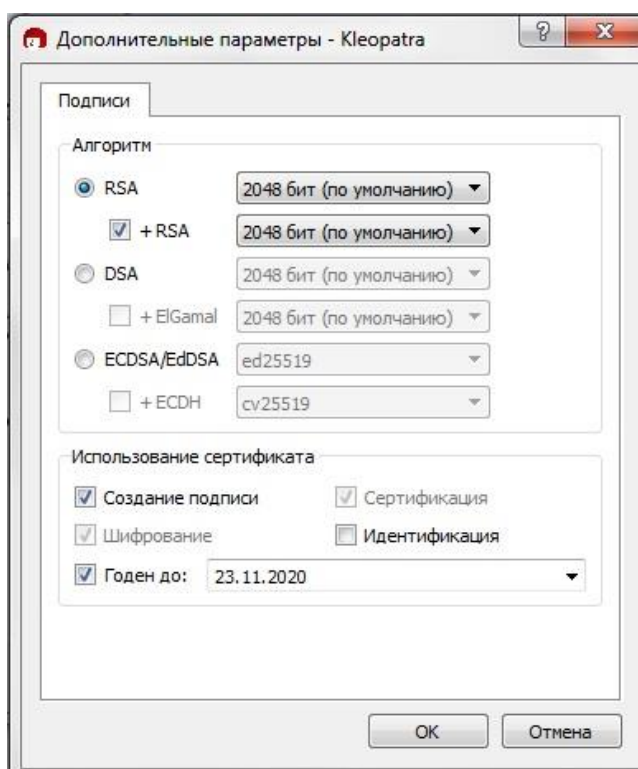 Дополнительные параметры - Kleopatra
Подписи
Алгоритм
RSA 2048 бит (по умолчанию)
+ RSA 2048 бит (по умолчанию)
DSA 2048 бит (по умолчанию)
+ ElGamal 2048 бит (по умолчанию)
ECDSA/EdDSA ed25519
+ ECDH cv25519
Использование сертификата
Создание подписи Сертификация
Шифрование Идентификация
Годен до: 23.11.2020
OK Отмена